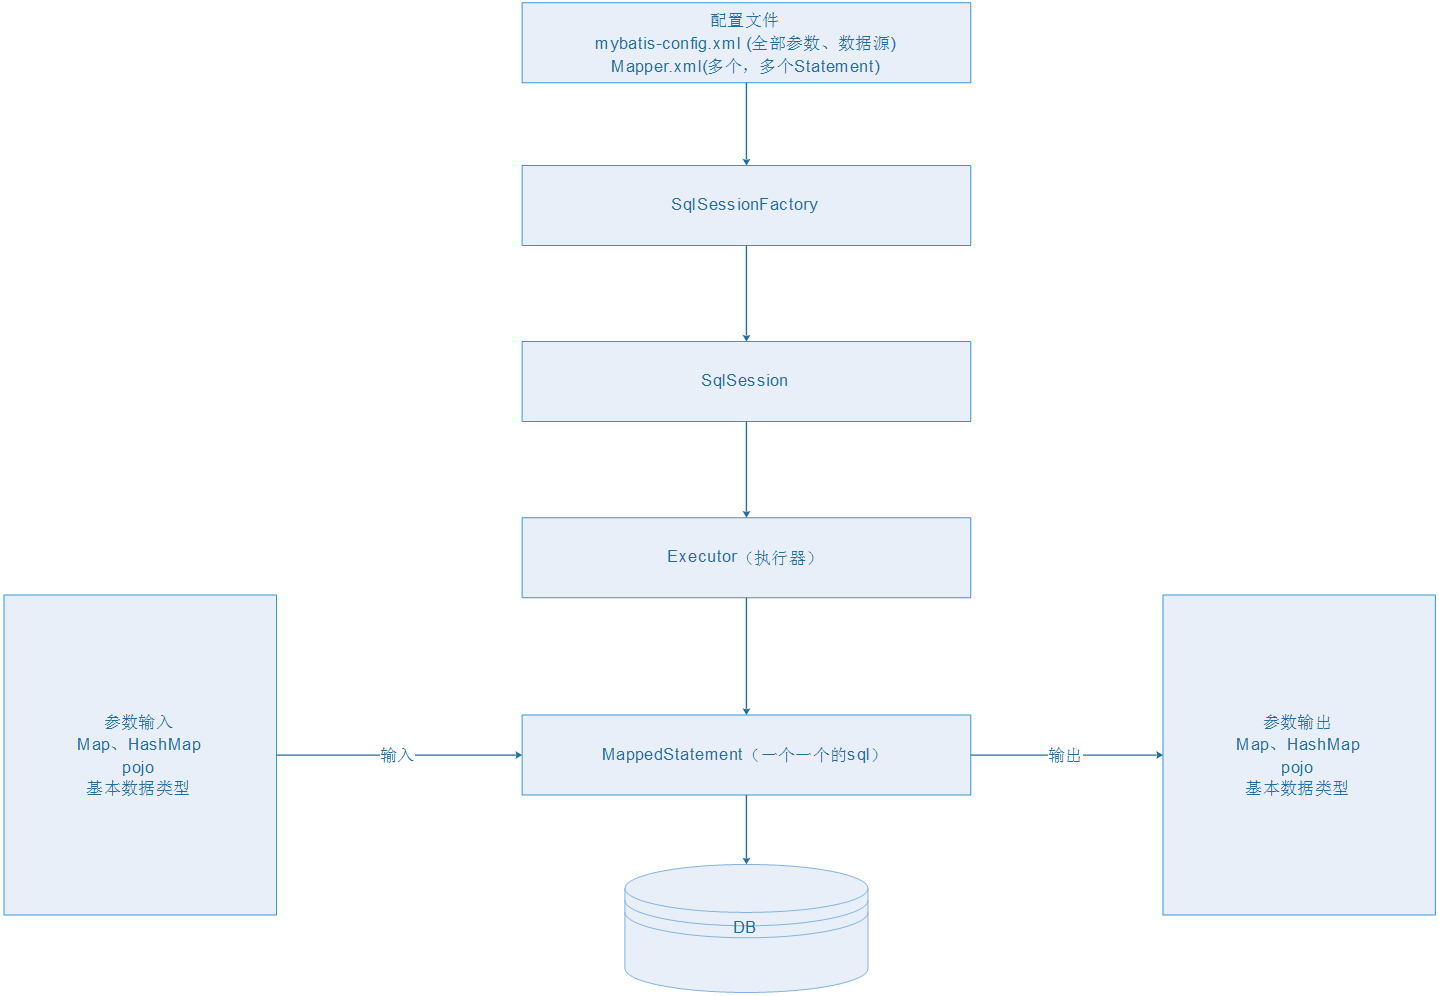 配置文件
mybatis-config.xml (全部参数、数据源)
Mapper.xml(多个，多个Statement)
SqlSessionFactory
SqlSession
Executor（执行器）
参数输入
Map、HashMap
pojo
基本数据类型
输入
MappedStatement（一个一个的sql）
输出
参数输出
Map、HashMap
pojo
基本数据类型
DB